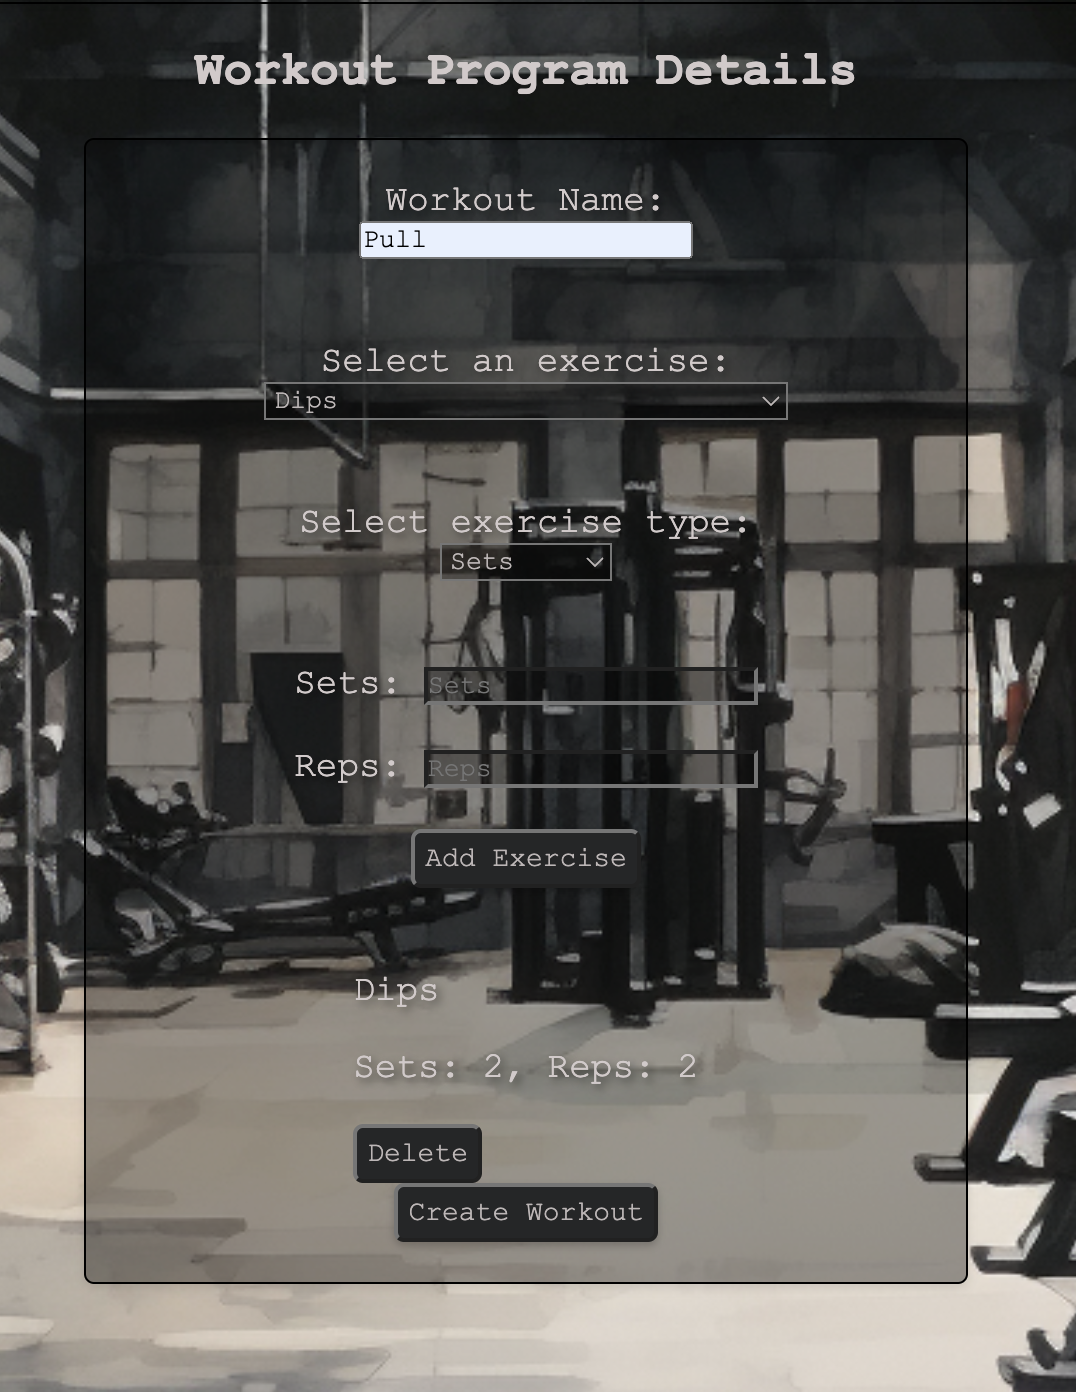 Workout Program Details
Workout Name:
Pull
Select an exercise:
Dips
Select exercise type:
Sets
Sets: Sets
Reps: Reps
Add Exercise
Dips
Sets: 2, Reps: 2
Delete
Create Workout